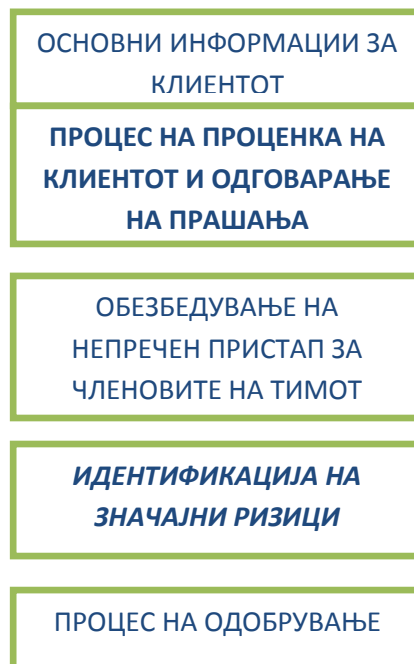 ОСНОВНИ ИНФОРМАЦИИ ЗА
КЛИЕНТОТ
ПРОЦЕС НА ПРОЦЕНКА НА
КЛИЕНТОТ И ОДГОВАРАЊЕ
НА ПРАШАЊА
ОБЕЗБЕДУВАЊЕ НА
НЕПРЕЧЕН ПРИСТАП ЗА
ЧЛЕНОВИТЕ НА ТИМОТ
ИДЕНТИФИКАЦИЈА НА
ЗНАЧАЈНИ РИЗИЦИ
ПРОЦЕС НА ОДОБРУВАЊЕ